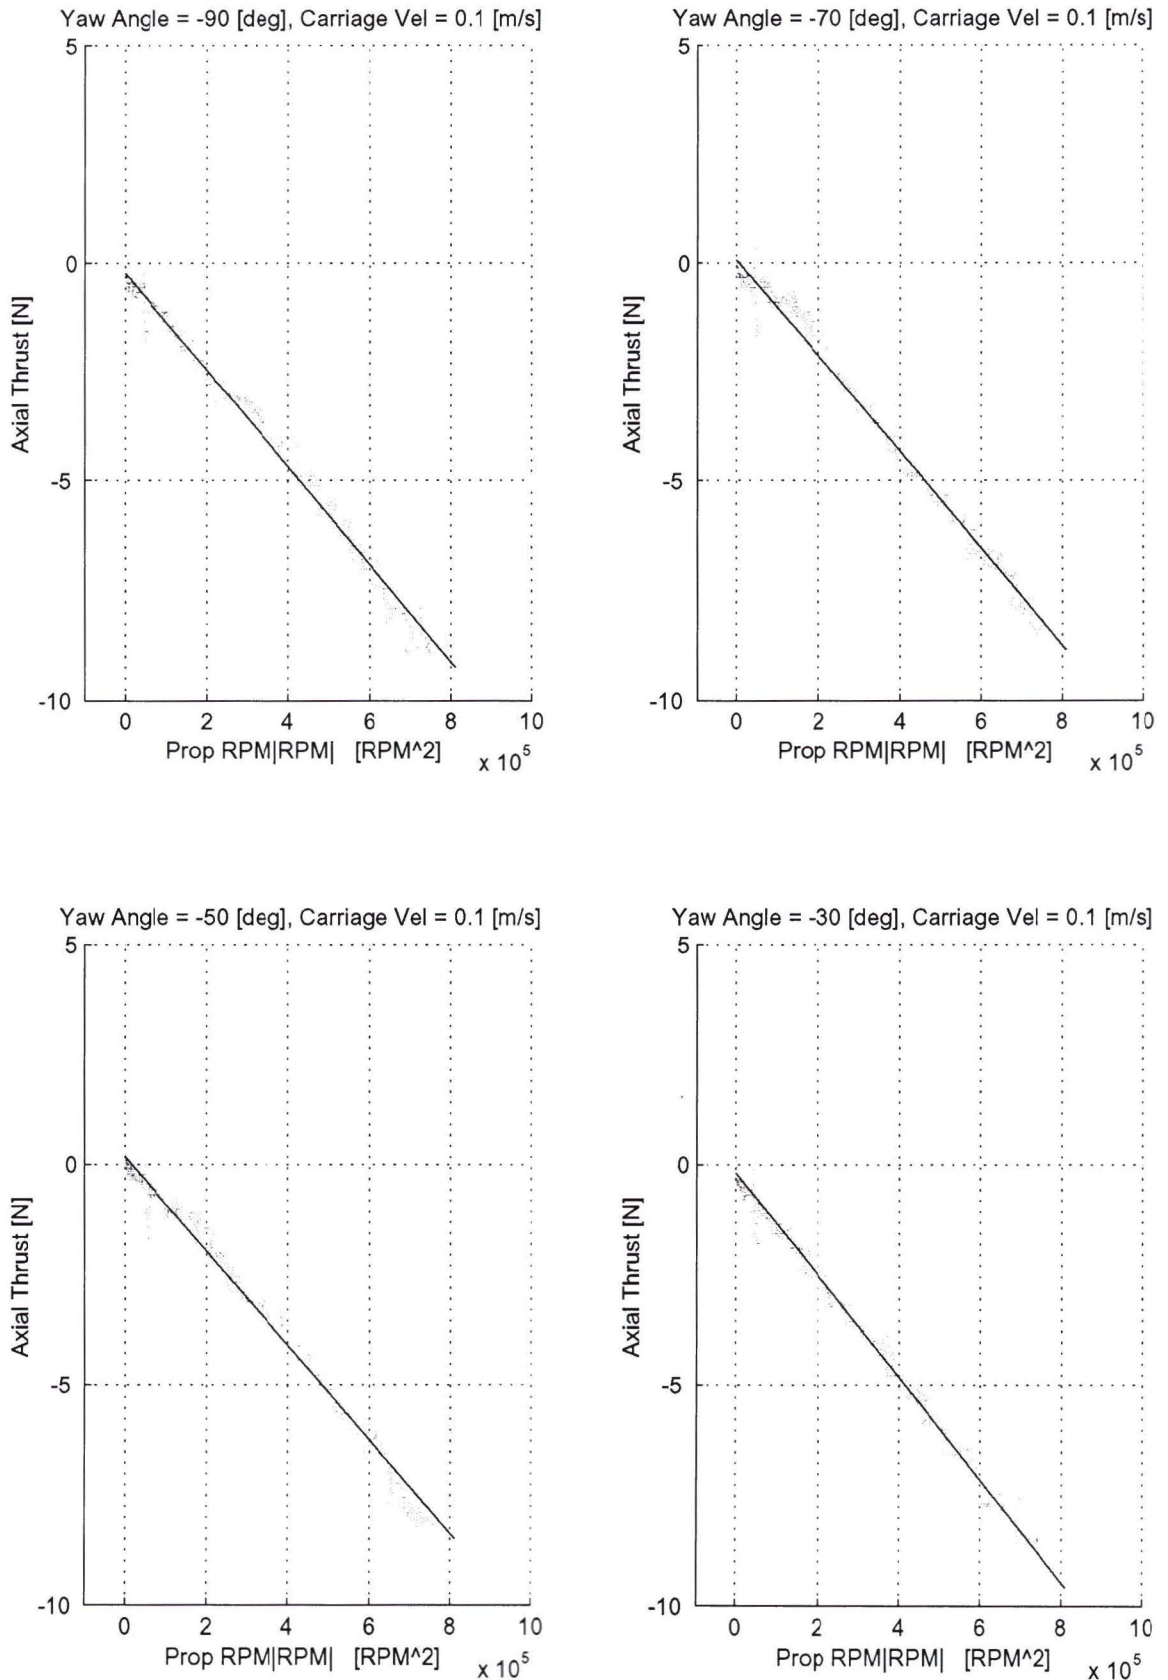 Yaw Angle = -90 [deg], Carriage Vel = 0.1 [m/s]
5
0
-5
-10
Axial Thrust [N]
0 2 4 6 8 10
Prop RPM|RPM| [RPM^2]
x 10^5
Yaw Angle = -70 [deg], Carriage Vel = 0.1 [m/s]
5
0
-5
-10
Axial Thrust [N]
0 2 4 6 8 10
Prop RPM|RPM| [RPM^2]
x 10^5
Yaw Angle = -50 [deg], Carriage Vel = 0.1 [m/s]
5
0
-5
-10
Axial Thrust [N]
0 2 4 6 8 10
Prop RPM|RPM| [RPM^2]
x 10^5
Yaw Angle = -30 [deg], Carriage Vel = 0.1 [m/s]
5
0
-5
-10
Axial Thrust [N]
0 2 4 6 8 10
Prop RPM|RPM| [RPM^2]
x 10^5